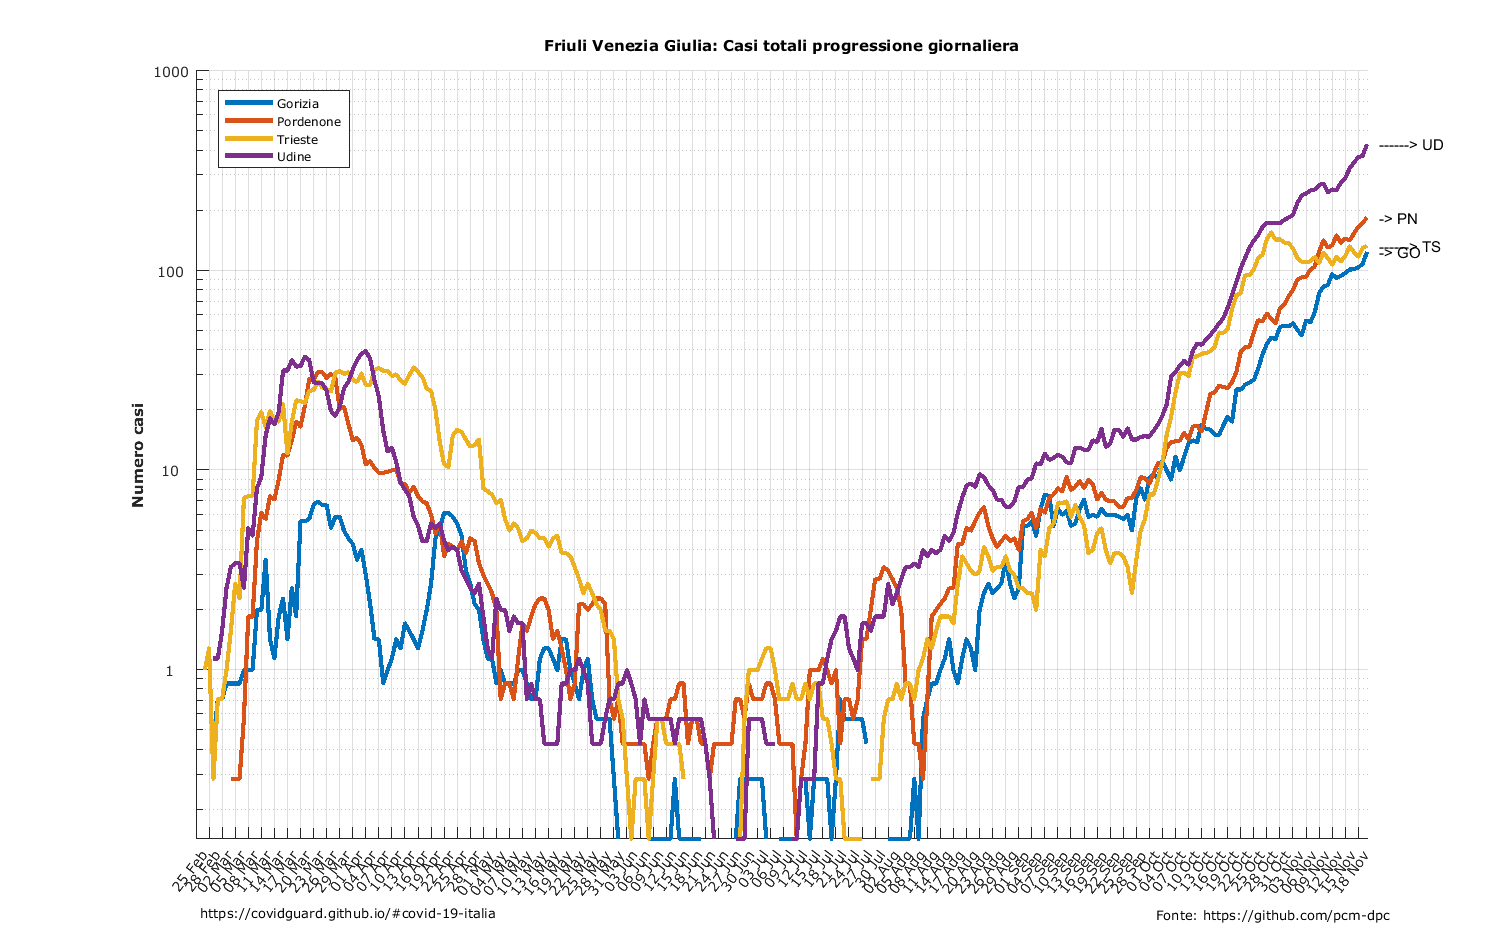 Friuli Venezia Giulia: Casi totali progressione giornaliera
1000
100
10
1
Numero casi
Gorizia
Pordenone
Trieste
Udine
------> UD
-> PN
------> TS
-> GO
25 Feb
28 Feb
02 Mar
05 Mar
08 Mar
11 Mar
14 Mar
17 Mar
20 Mar
23 Mar
26 Mar
29 Mar
01 Apr
04 Apr
07 Apr
10 Apr
13 Apr
16 Apr
19 Apr
22 Apr
25 Apr
28 Apr
01 May
04 May
07 May
10 May
13 May
16 May
19 May
22 May
25 May
28 May
31 May
03 Jun
06 Jun
09 Jun
12 Jun
15 Jun
18 Jun
21 Jun
24 Jun
27 Jun
30 Jun
03 Jul
06 Jul
09 Jul
12 Jul
15 Jul
18 Jul
21 Jul
24 Jul
27 Jul
30 Jul
02 Aug
05 Aug
08 Aug
11 Aug
14 Aug
17 Aug
20 Aug
23 Aug
26 Aug
29 Aug
01 Sep
04 Sep
07 Sep
10 Sep
13 Sep
16 Sep
19 Sep
22 Sep
25 Sep
28 Sep
01 Oct
04 Oct
07 Oct
10 Oct
13 Oct
16 Oct
19 Oct
22 Oct
25 Oct
28 Oct
31 Oct
03 Nov
06 Nov
09 Nov
12 Nov
15 Nov
18 Nov
https://covidguard.github.io/#covid-19-italia
Fonte: https://github.com/pcm-dpc